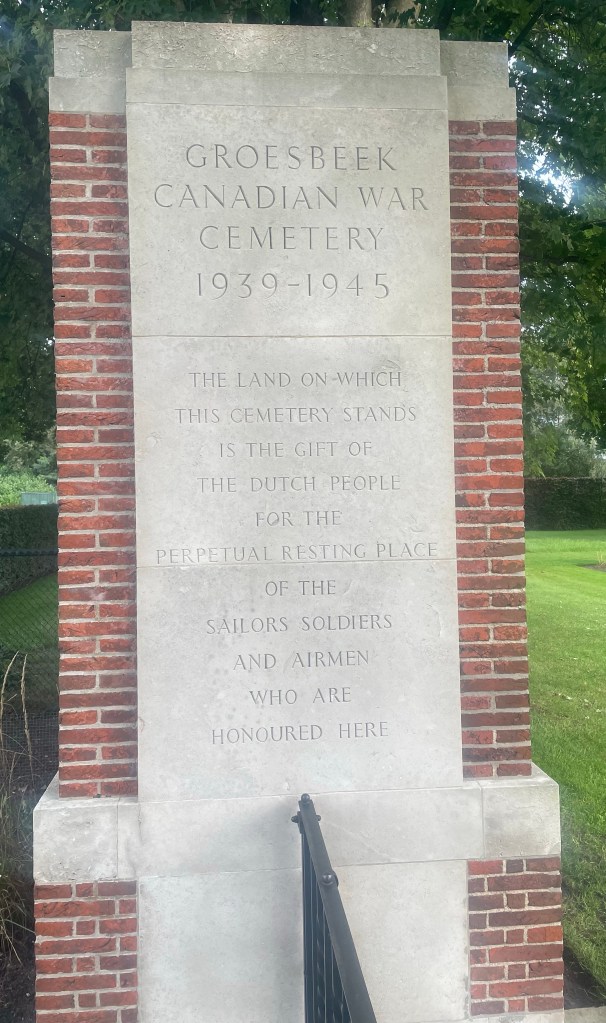 GROESBEEK
CANADIAN WAR
CEMETERY
1939-1945
THE LAND ON WHICH
THIS CEMETERY STANDS
IS THE GIFT OF
THE DUTCH PEOPLE
FOR THE
PERPETUAL RESTING PLACE
OF THE
SAILORS SOLDIERS
AND AIRMEN
WHO ARE
HONOURED HERE